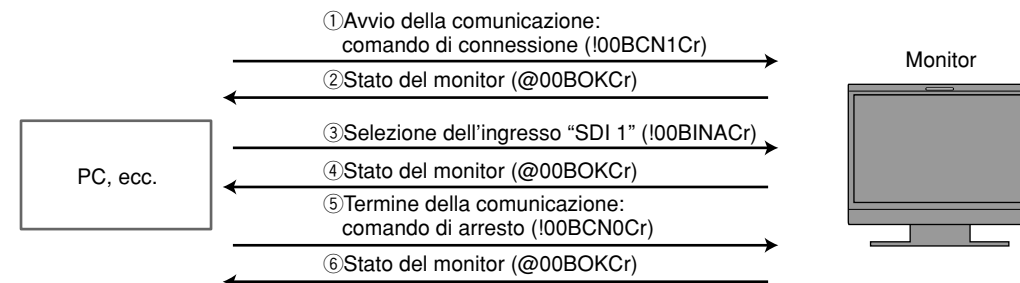 ①Avvio della comunicazione:
comando di connessione (!00BCN1Cr)
Monitor
②Stato del monitor (@00BOKCr)
③Selezione dell'ingresso “SDI 1” (!00BINACr)
PC, ecc.
④Stato del monitor (@00BOKCr)
⑤Termine della comunicazione:
comando di arresto (!00BCN0Cr)
⑥Stato del monitor (@00BOKCr)